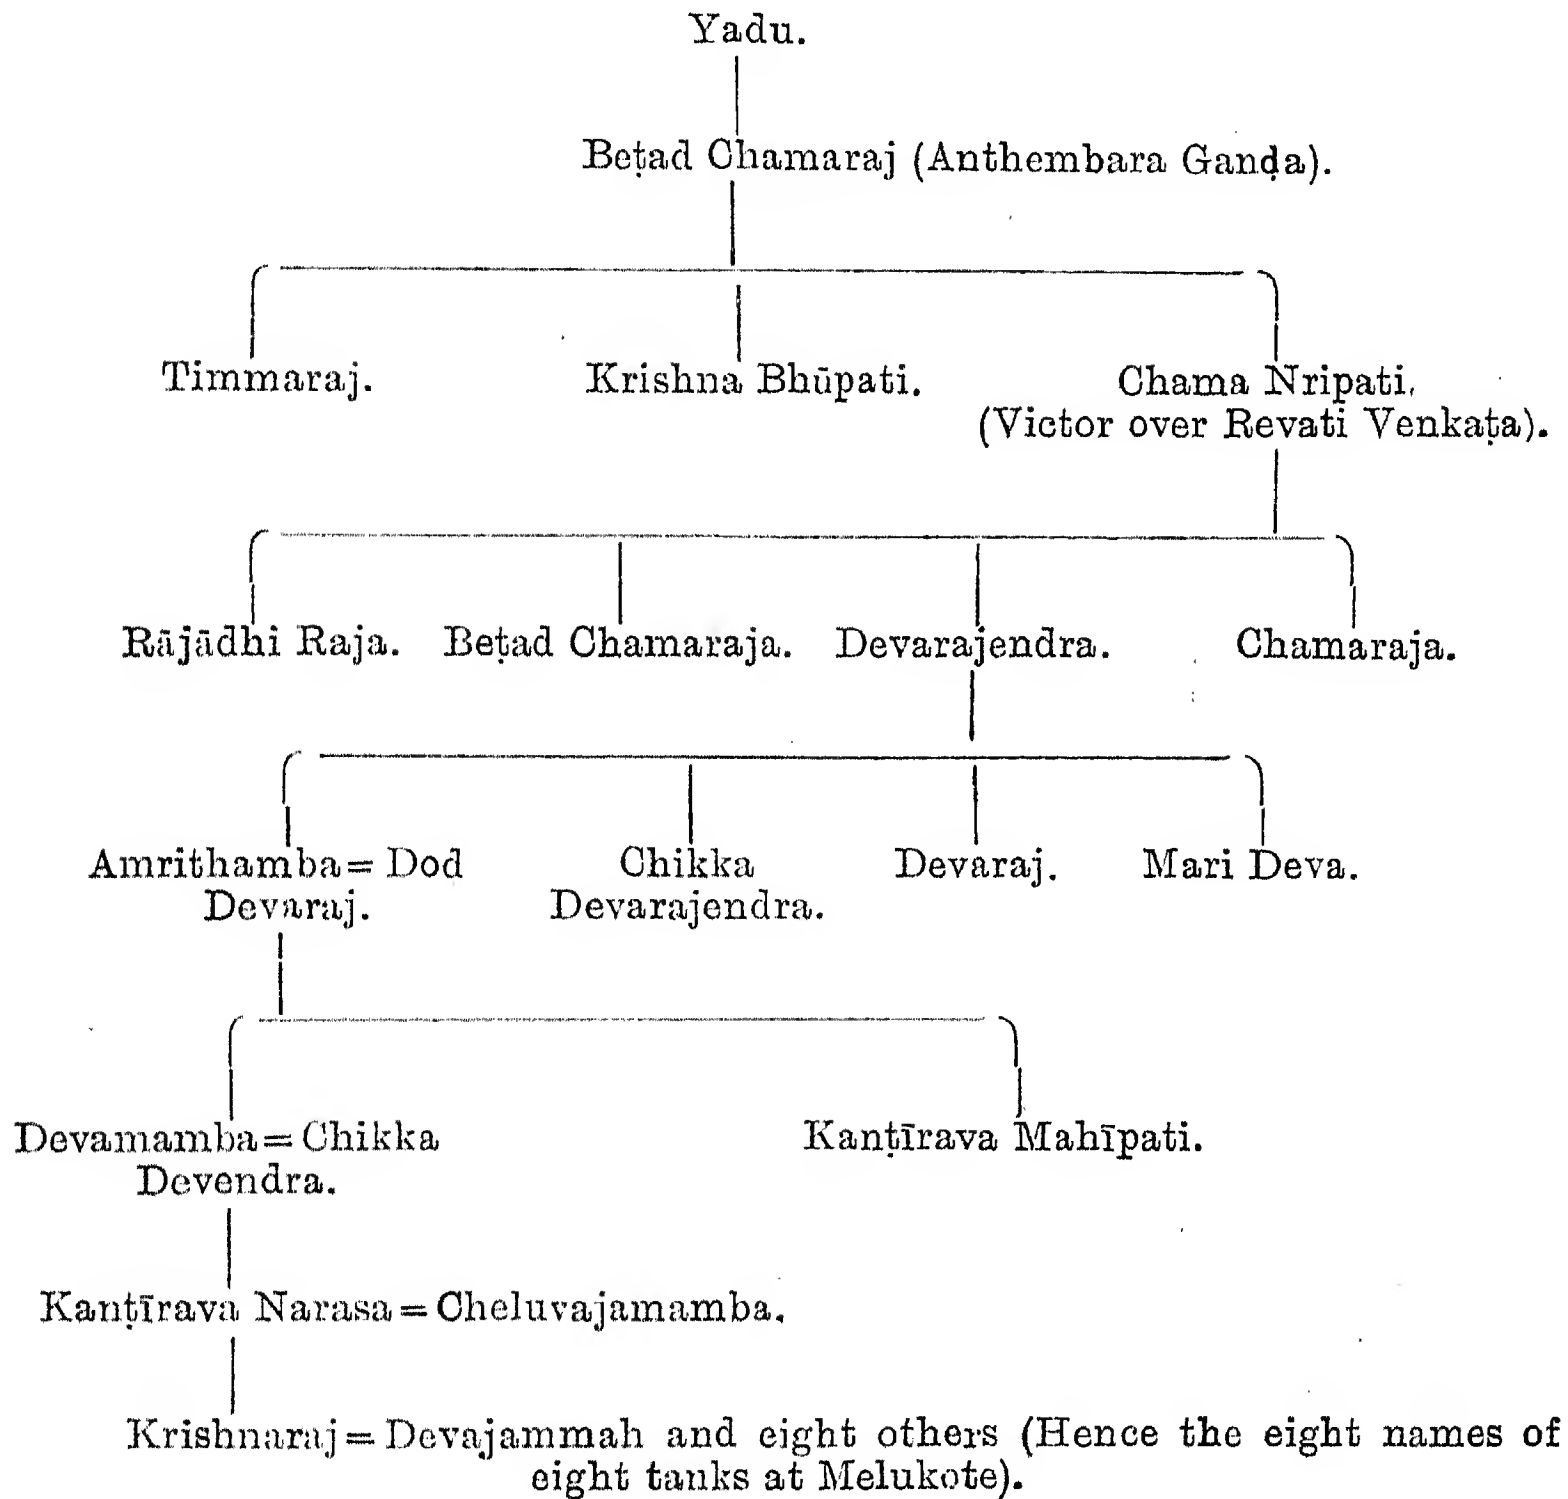 Yadu.
Beṭad Chamaraj (Anthembara Ganḍa).
Timmaraj. Krishna Bhūpati. Chama Nripati,
(Victor over Revati Venkaṭa).
Rājādhi Raja. Beṭad Chamaraja. Devarajendra. Chamaraja.
Amrithamba = Dod Chikka Devaraj. Mari Deva.
Devaraj. Devarajendra.
Devamamba = Chikka Kanṭīrava Mahīpati.
Devendra.
Kanṭīrava Narasa = Cheluvajamamba.
Krishnaraj = Devajammah and eight others (Hence the eight names of
eight tanks at Melukote).